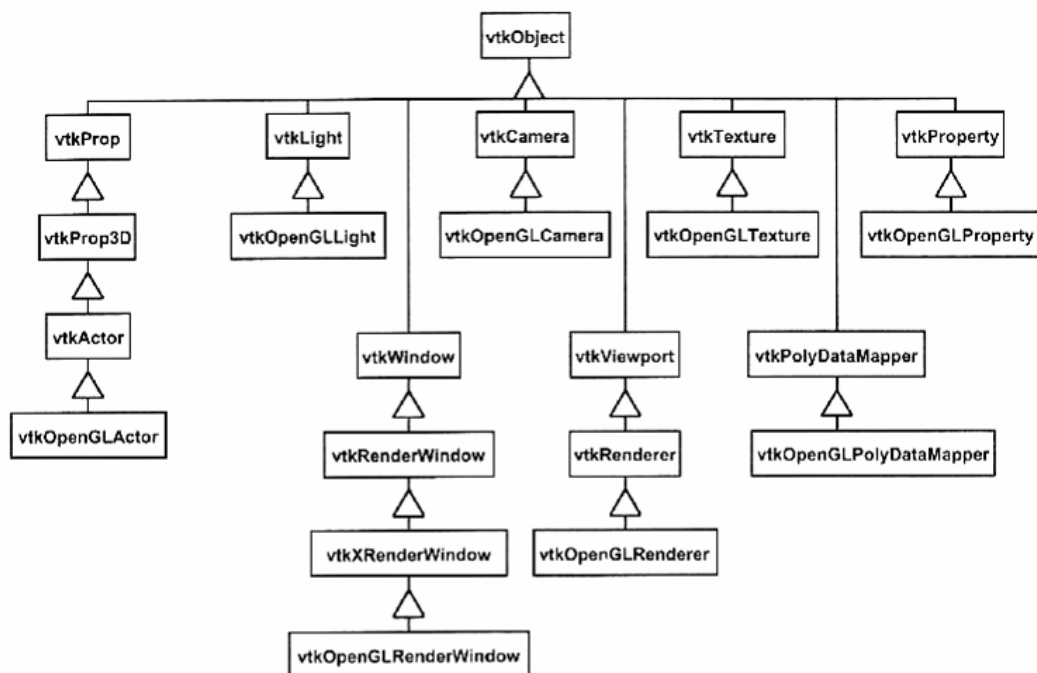 vtkObject
vtkProp
vtkLight
vtkCamera
vtkTexture
vtkProperty
vtkProp3D
vtkOpenGLLight
vtkOpenGLCamera
vtkOpenGLTexture
vtkOpenGLProperty
vtkActor
vtkWindow
vtkViewport
vtkPolyDataMapper
vtkOpenGLActor
vtkRenderWindow
vtkRenderer
vtkOpenGLPolyDataMapper
vtkXRenderWindow
vtkOpenGLRenderer
vtkOpenGLRenderWindow